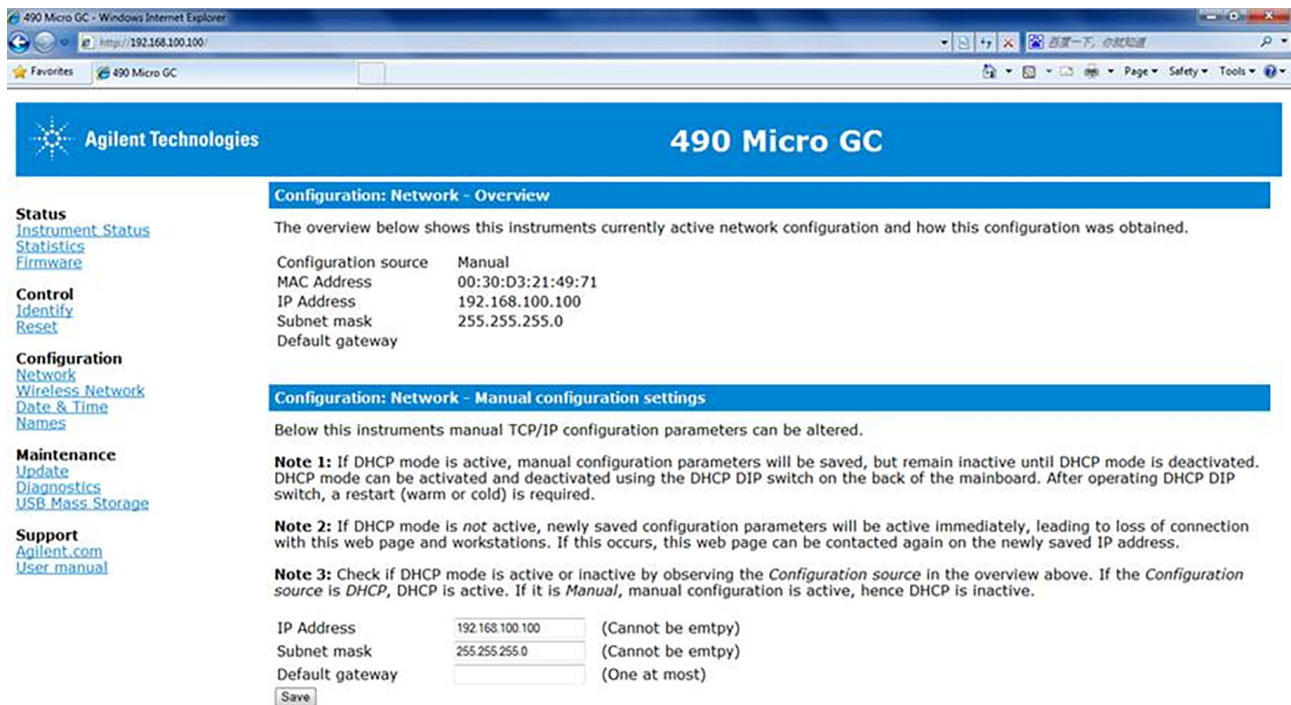 490 Micro GC - Windows Internet Explorer
http://192.168.100.100/
百度一下，你就知道
Favorites
490 Micro GC
Page
Safety
Tools
Agilent Technologies
490 Micro GC
Status
Instrument Status
Statistics
Firmware
Control
Identify
Reset
Configuration
Network
Wireless Network
Date & Time
Names
Maintenance
Update
Diagnostics
USB Mass Storage
Support
Agilent.com
User manual
Configuration: Network - Overview
The overview below shows this instruments currently active network configuration and how this configuration was obtained.
Configuration source Manual
MAC Address 00:30:D3:21:49:71
IP Address 192.168.100.100
Subnet mask 255.255.255.0
Default gateway
Configuration: Network - Manual configuration settings
Below this instruments manual TCP/IP configuration parameters can be altered.
Note 1: If DHCP mode is active, manual configuration parameters will be saved, but remain inactive until DHCP mode is deactivated.
DHCP mode can be activated and deactivated using the DHCP DIP switch on the back of the mainboard. After operating DHCP DIP
switch, a restart (warm or cold) is required.
Note 2: If DHCP mode is not active, newly saved configuration parameters will be active immediately, leading to loss of connection
with this web page and workstations. If this occurs, this web page can be contacted again on the newly saved IP address.
Note 3: Check if DHCP mode is active or inactive by observing the Configuration source in the overview above. If the Configuration
source is DHCP, DHCP is active. If it is Manual, manual configuration is active, hence DHCP is inactive.
IP Address 192.168.100.100 (Cannot be emtpy)
Subnet mask 255.255.255.0 (Cannot be emtpy)
Default gateway (One at most)
Save